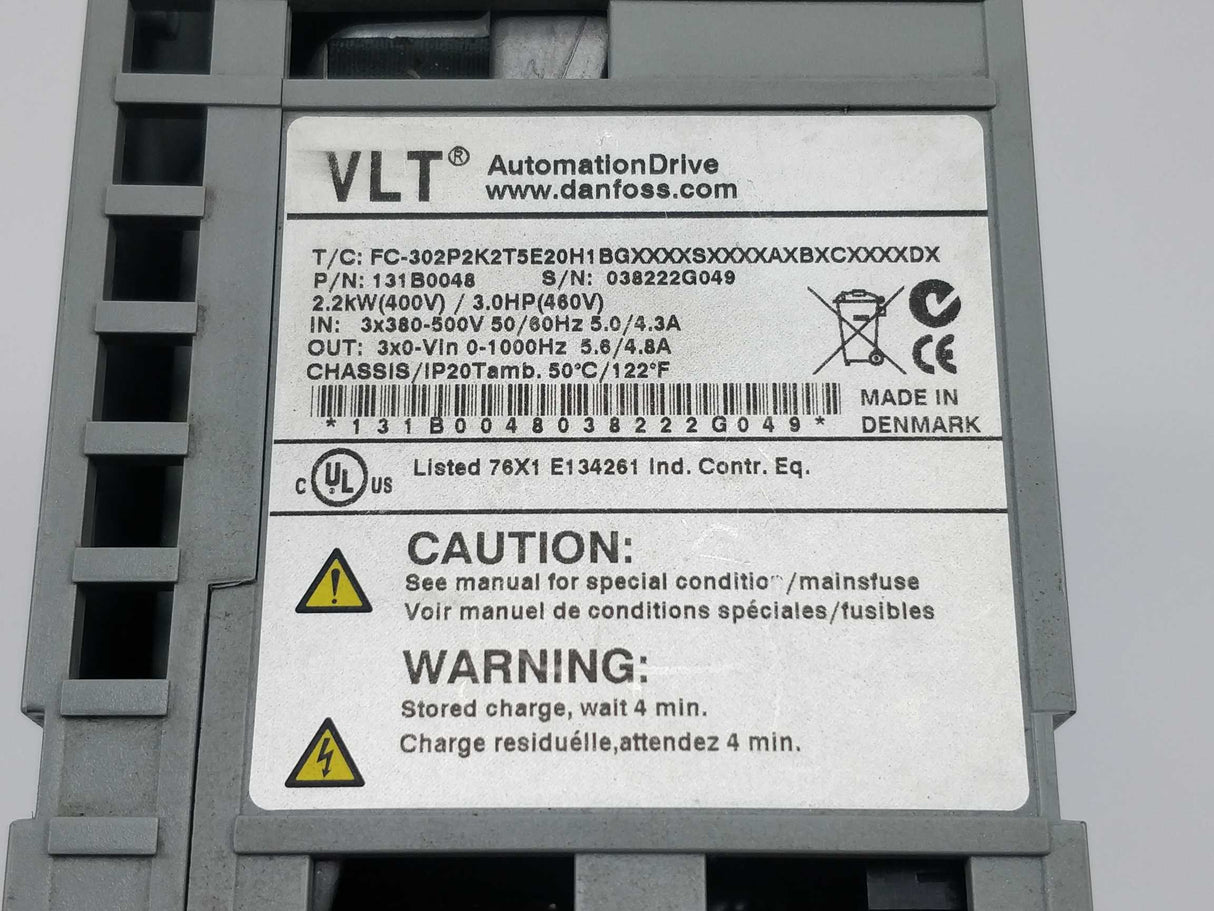 VLT® AutomationDrive
www.danfoss.com
T/C: FC-302P2K2T5E20H1BGXXXXSXXXXAXBXCXXXXDX
P/N: 131B0048 S/N: 038222G049
2.2kW(400V) / 3.0HP(460V)
IN: 3x380-500V 50/60Hz 5.0/4.3A
OUT: 3x0-Vin 0-1000Hz 5.6/4.8A
CHASSIS/IP20Tamb. 50°C/122°F
CE
*131B0048038222G049*
MADE IN
DENMARK
C UL US Listed 76X1 E134261 Ind. Contr. Eq.
CAUTION:
See manual for special condition/mainsfuse
Voir manuel de conditions spéciales/fusibles
WARNING:
Stored charge, wait 4 min.
Charge residuélle,attendez 4 min.